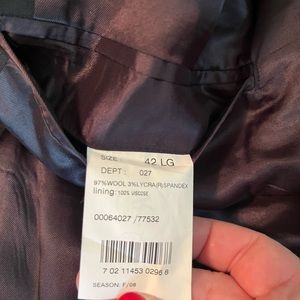 SIZE 42 LG
DEPT: 027
97%WOOL 3%LYCRA(R)SPANDEX
lining: 100% VISCOSE
00064027 /77532
7 02 11453 0296 8
SEASON: F/08